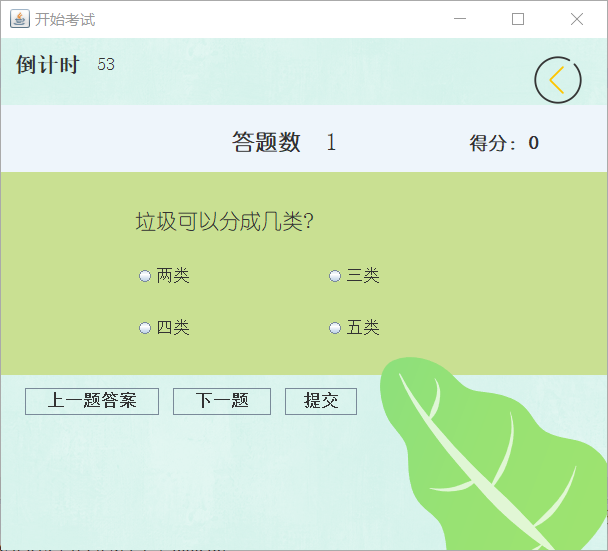 开始考试
倒计时 53
答题数 1 得分：0
垃圾可以分成几类?
两类 三类
四类 五类
上一题答案 下一题 提交